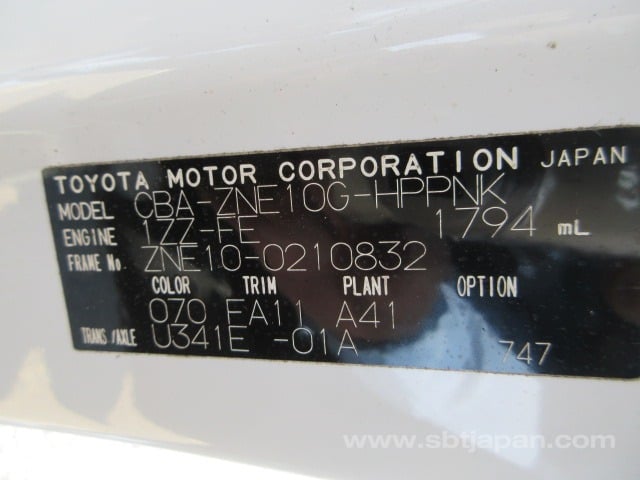 TOYOTA MOTOR CORPORATION JAPAN
MODEL CBA-ZNE10G-HPPNK
ENGINE 1ZZ-FE 1794 mL
FRAME No. ZNE10-0210832
COLOR TRIM PLANT OPTION
070 FA11 A41
TRANS/AXLE U341E -01A 747
www.sbtjapan.com